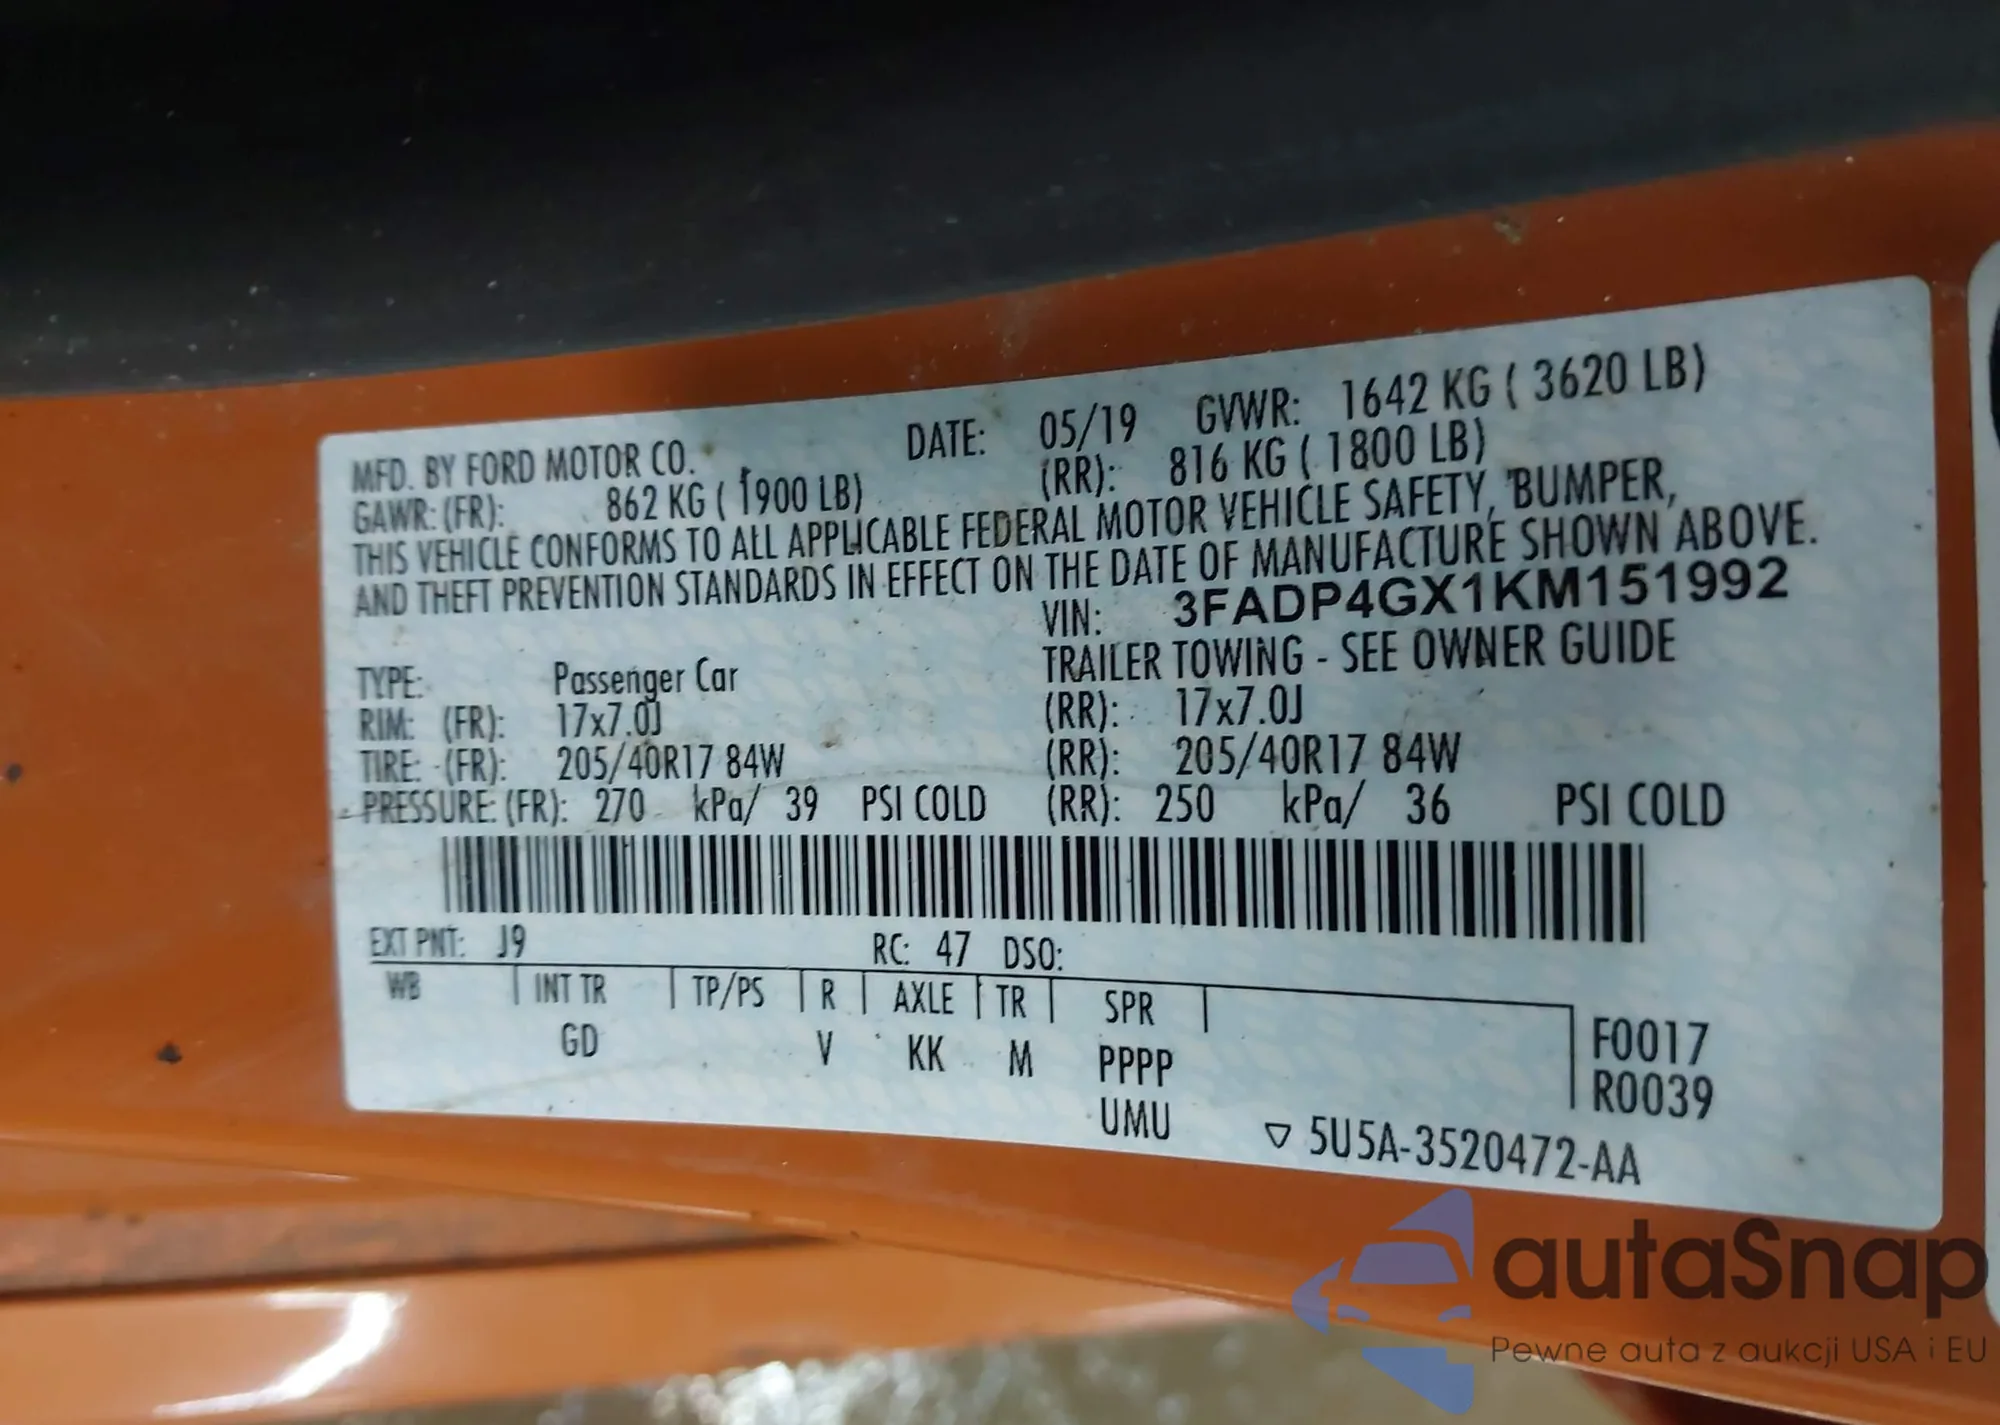 MFD. BY FORD MOTOR CO. DATE: 05/19 GVWR: 1642 KG ( 3620 LB)
GAWR: (FR): 862 KG ( 1900 LB) (RR): 816 KG ( 1800 LB)
THIS VEHICLE CONFORMS TO ALL APPLICABLE FEDERAL MOTOR VEHICLE SAFETY, BUMPER,
AND THEFT PREVENTION STANDARDS IN EFFECT ON THE DATE OF MANUFACTURE SHOWN ABOVE.
VIN: 3FADP4GX1KM151992
TYPE: Passenger Car TRAILER TOWING - SEE OWNER GUIDE
RIM: (FR): 17x7.0J (RR): 17x7.0J
TIRE: (FR): 205/40R17 84W (RR): 205/40R17 84W
PRESSURE: (FR): 270 kPa/ 39 PSI COLD (RR): 250 kPa/ 36 PSI COLD
EXT PNT: J9 RC: 47 DSO:
WB INT TR TP/PS R AXLE TR SPR
GD V KK M PPPP F0017
UMU R0039
▽ 5U5A-3520472-AA
autaSnap
Pewne auta z aukcji USA i EU